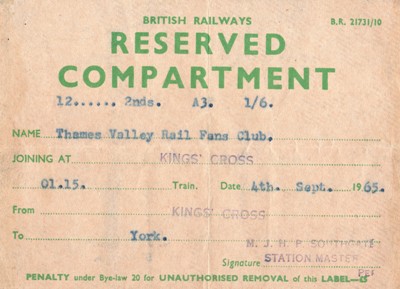 BRITISH RAILWAYS B.R. 21731/10
RESERVED
COMPARTMENT
12...... 2nds. A3. 1/6.
NAME Thames Valley Rail Fans Club.
JOINING AT KINGS' CROSS
01.15. Train. Date 4th. Sept. 1965.
From KINGS' CROSS
To York.
M. J. H. P. SOUTHGATE
Signature STATION MASTER
PENALTY under Bye-law 20 for UNAUTHORISED REMOVAL of this LABEL—